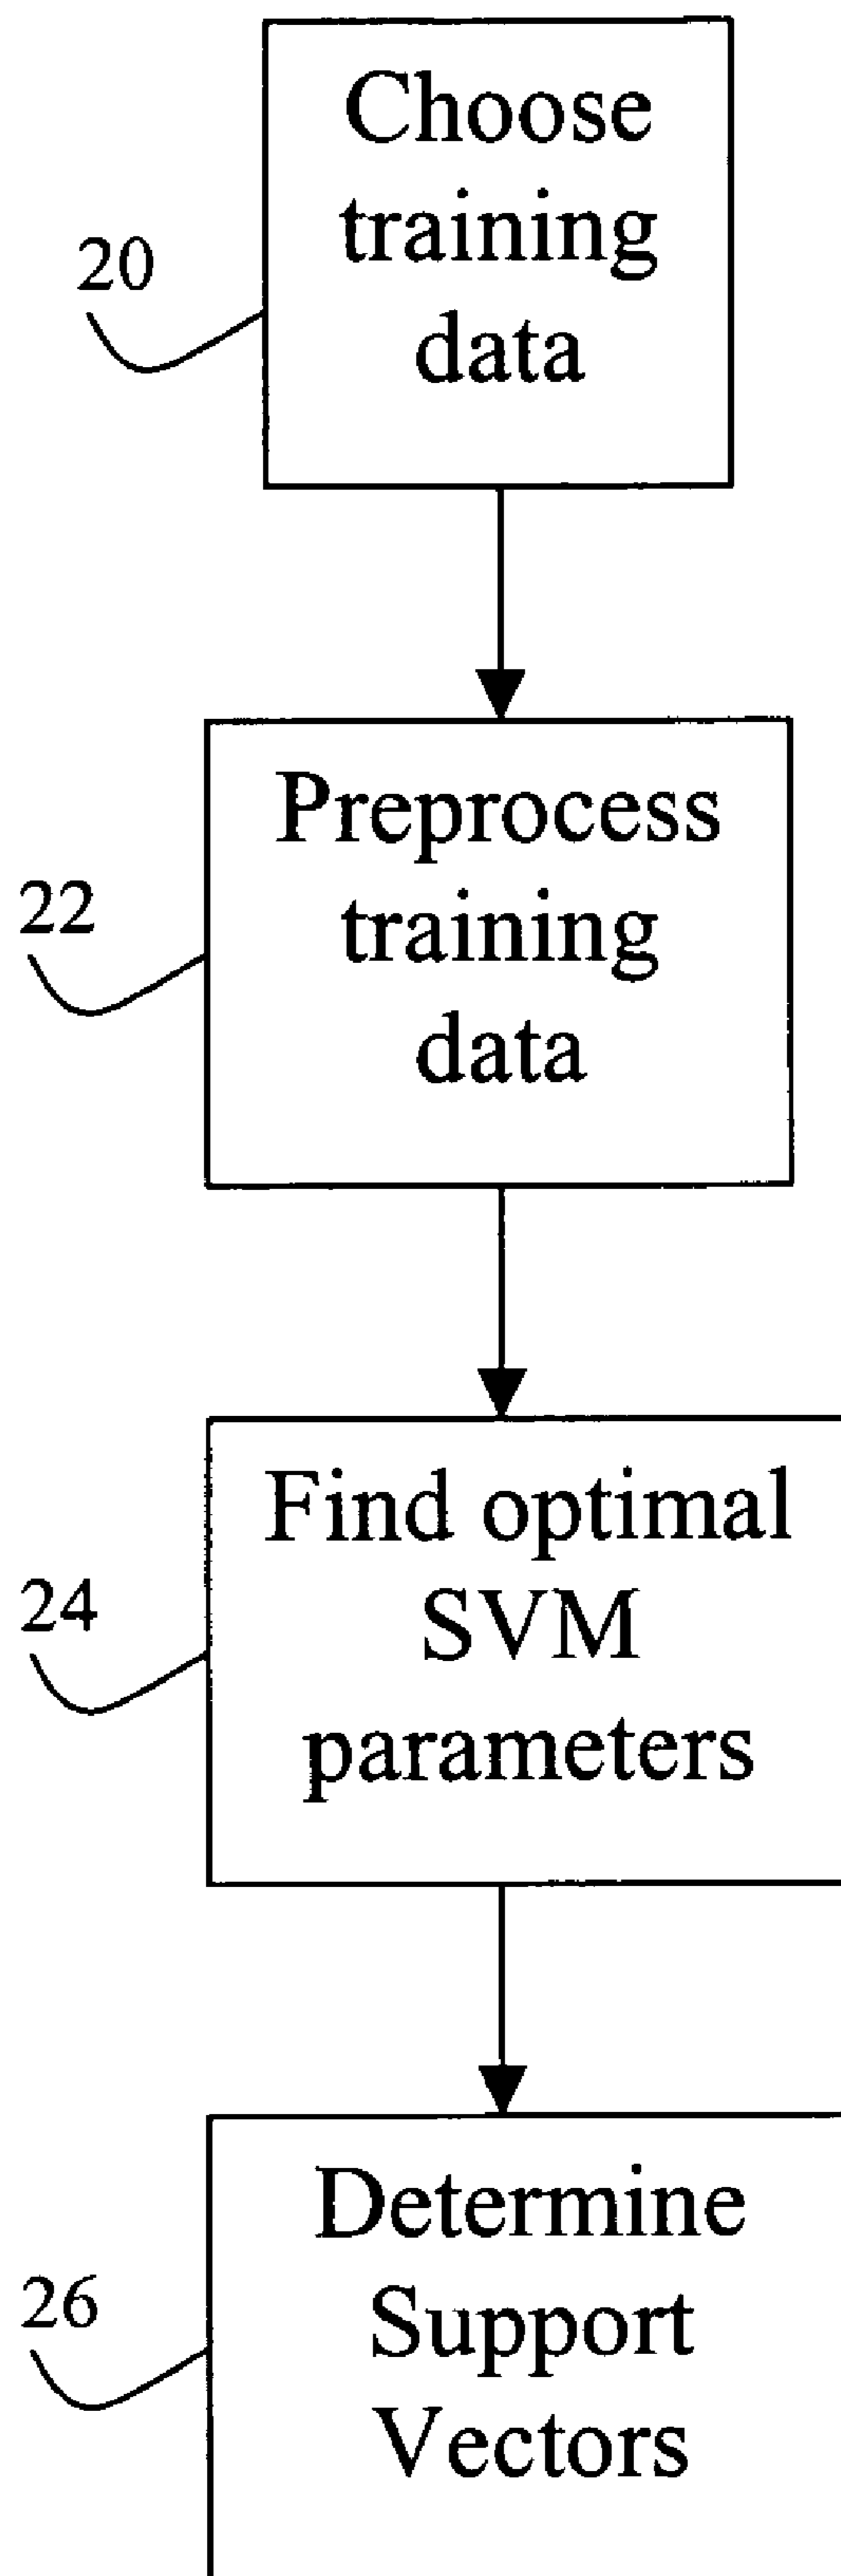 Choose
training
data
20
Preprocess
training
data
22
Find optimal
SVM
parameters
24
Determine
Support
Vectors
26